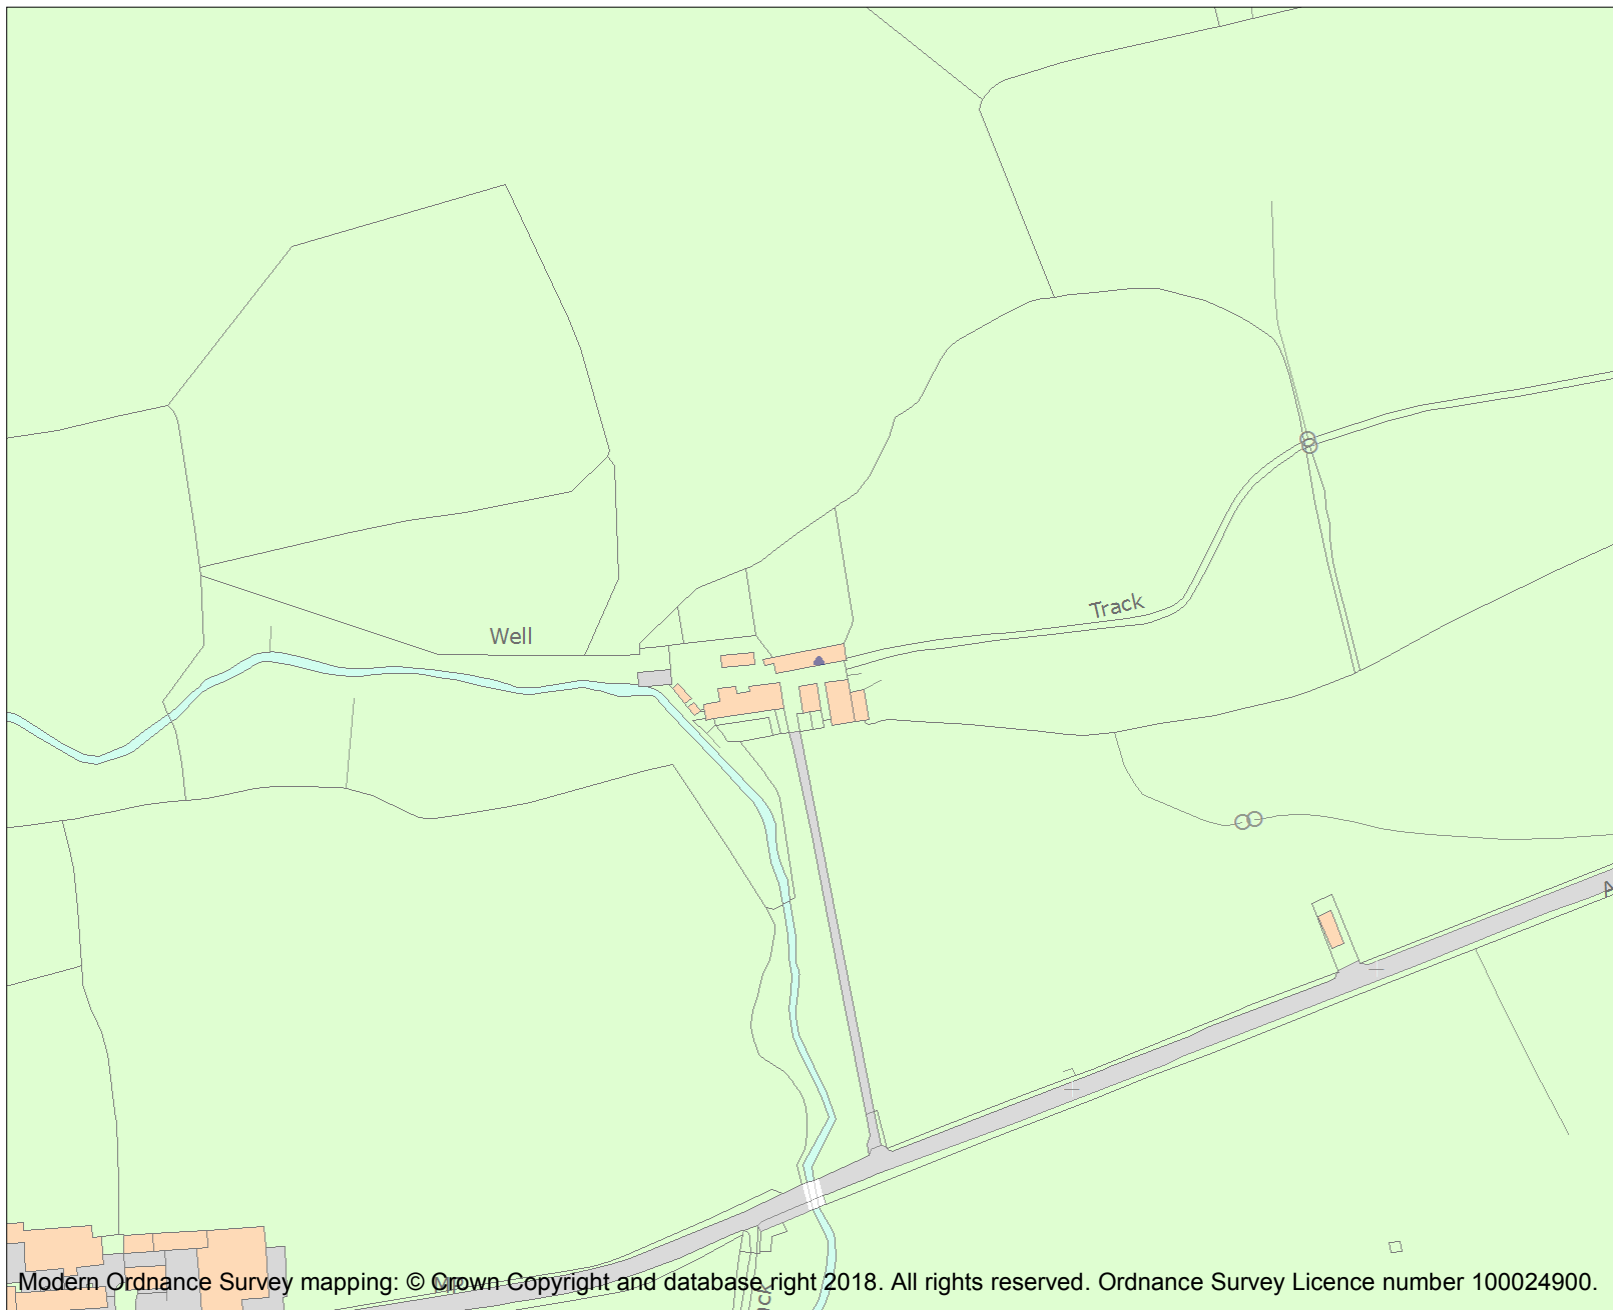 Well
Track
Modern Ordnance Survey mapping: © Crown Copyright and database right 2018. All rights reserved. Ordnance Survey Licence number 100024900.